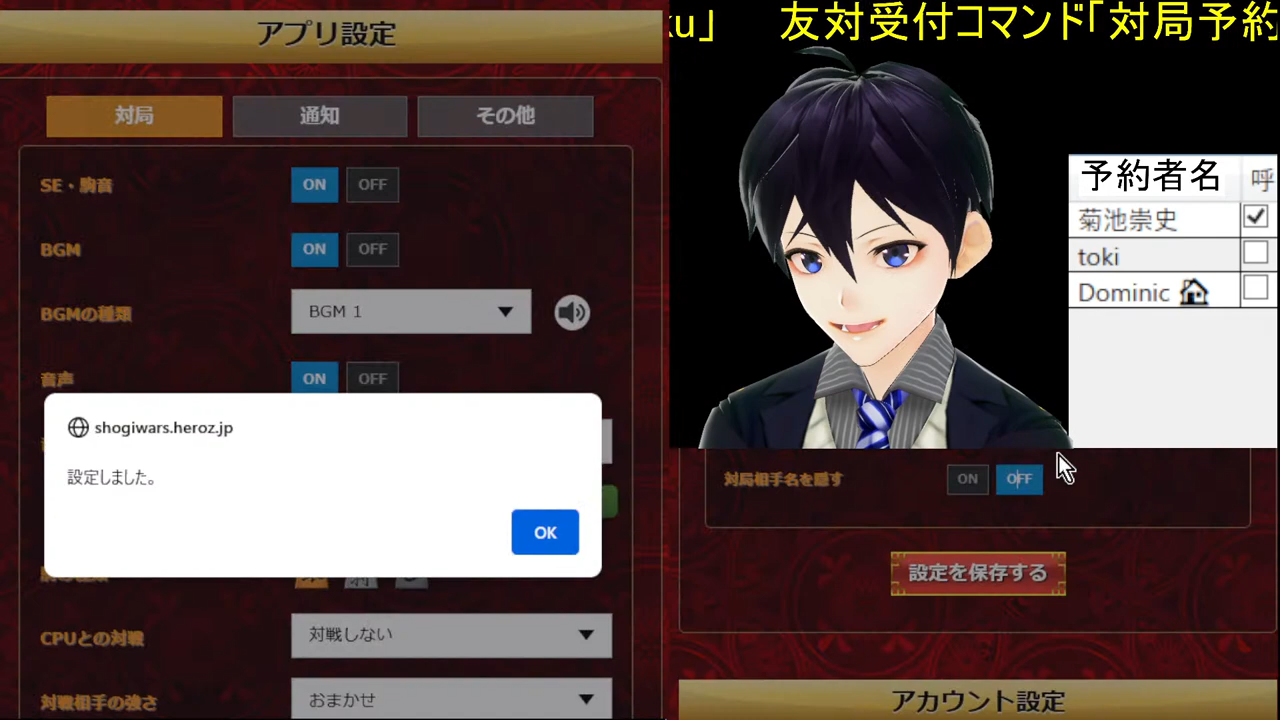 アプリ設定
対局
通知
その他
SE・駒音
ON
OFF
BGM
ON
OFF
BGMの種類
BGM 1
音声
ON
OFF
shogiwars.heroz.jp
設定しました。
OK
CPUとの対戦
対戦しない
対戦相手の強さ
おまかせ
ku」 友対受付コマンド「対局予約
予約者名
呼
菊池崇史
toki
Dominic
対局相手名を隠す
ON
OFF
設定を保存する
アカウント設定